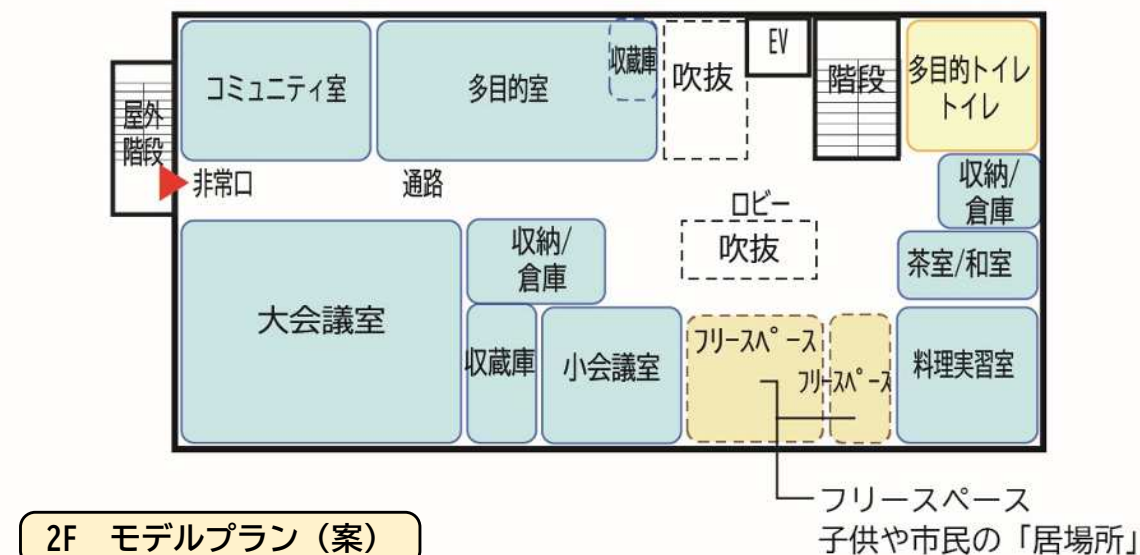 コミュニティ室
多目的室
収蔵庫
吹抜
EV
階段
多目的トイレ
トイレ
屋外
階段
非常口
通路
収納/
倉庫
ロビー
吹抜
茶室/和室
収納/
倉庫
大会議室
収蔵庫
小会議室
フリースペース
フリースペース
料理実習室
フリースペース
子供や市民の「居場所」
2F モデルプラン（案）